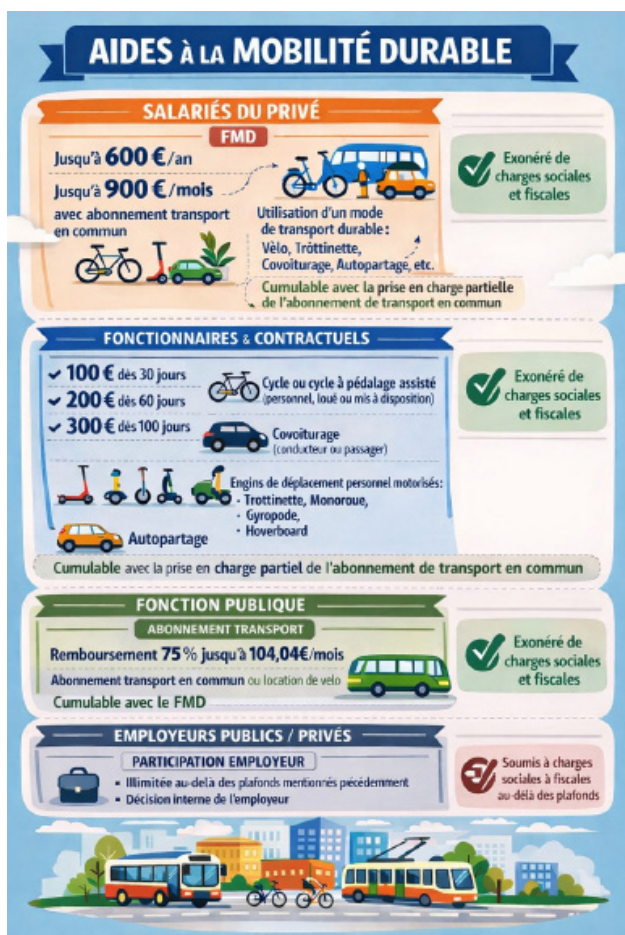 AIDES À LA MOBILITÉ DURABLE
SALARIÉS DU PRIVÉ
FMD
Jusqu'à 600 €/an
Jusqu'à 900 €/mois
avec abonnement transport
en commun
Utilisation d'un mode
de transport durable :
Vèlo, Tröttinette,
Covoiturage, Autopartage, etc.
Cumulable avec la prise en charge partielle
de l'abonnement de transport en commun
Exonéré de
charges sociales
et fiscales
FONCTIONNAIRES & CONTRACTUELS
100 € dès 30 jours
200 € dès 60 jours
300 € dès 100 jours
Cycle ou cycle à pédalage assisté
(personnel, loué ou mis à disposition)
Covoiturage
(conducteur ou passager)
Engins de déplacement personnel motorisés:
· Trottinette, Monoroue,
· Gyropode,
· Hoverboard
Autopartage
Cumulable avec la prise en charge partiel de l'abonnement de transport en commun
Exonéré de
charges sociales
et fiscales
FONCTION PUBLIQUE
ABONNEMENT TRANSPORT
Remboursement 75 % jusqu'à 104,04€/mois
Abonnement transport en commun ou location de velo
Cumulable avec le FMD
Exonéré de
charges sociales
et fiscales
EMPLOYEURS PUBLICS / PRIVÉS
PARTICIPATION EMPLOYEUR
· Illimitée au-delà des plafonds mentionnés précédemment
· Décision interne de l'employeur
Soumis à charges
sociales à fiscales
au-délà des plafonds